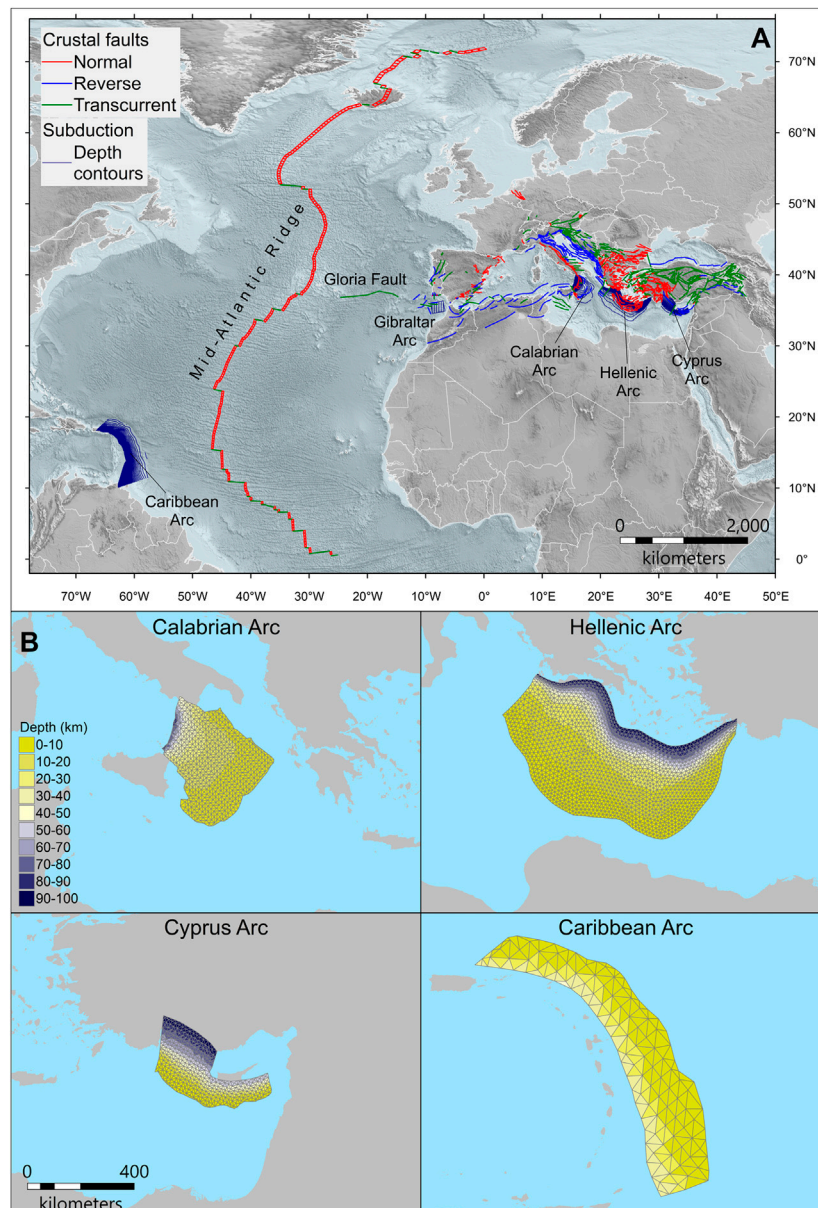 A
Crustal faults
Normal
Reverse
Transcurrent
Subduction
Depth
contours
Mid-Atlantic Ridge
Gloria Fault
Gibraltar
Arc
Calabrian
Arc
Hellenic
Arc
Cyprus
Arc
Caribbean
Arc
0 2,000
kilometers
70°N
60°N
50°N
40°N
30°N
20°N
10°N
0°
70°W 60°W 50°W 40°W 30°W 20°W 10°W 0° 10°E 20°E 30°E 40°E 50°E
B
Calabrian Arc
Hellenic Arc
Depth (km)
0-10
10-20
20-30
30-40
40-50
50-60
60-70
70-80
80-90
90-100
Cyprus Arc
Caribbean Arc
0 400
kilometers